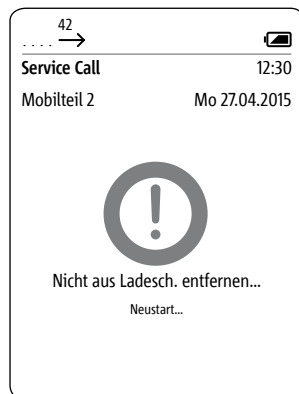 42
....
Service Call 12:30
Mobilteil 2 Mo 27.04.2015
Nicht aus Ladesch. entfernen...
Neustart...